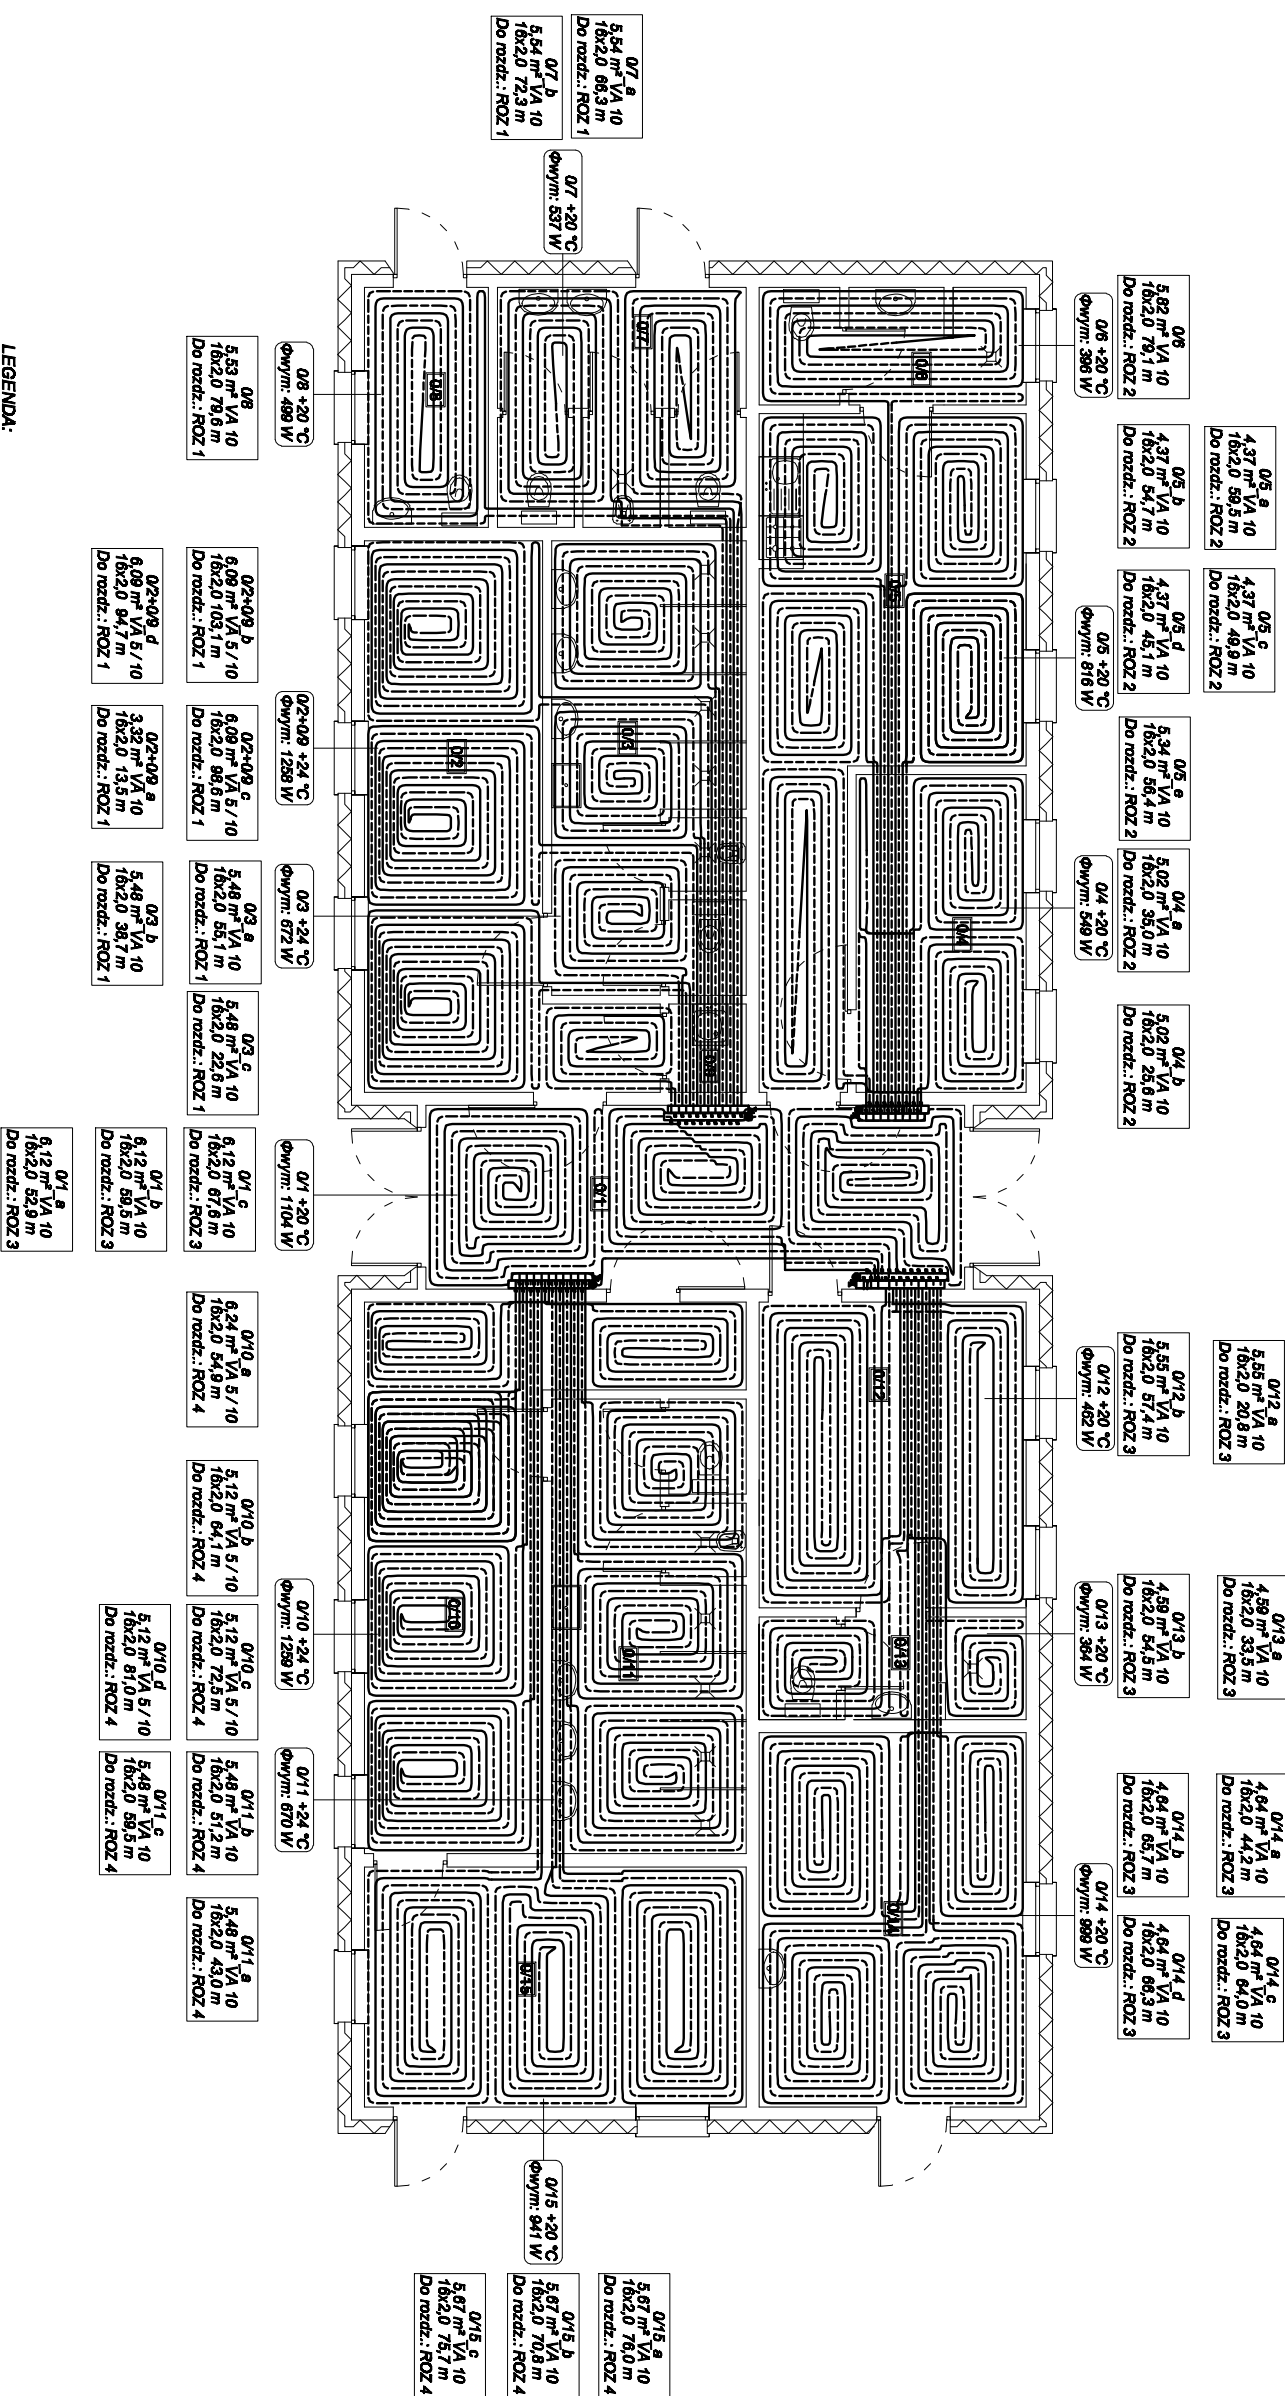 0/7_a
5,54 m² VA 10
16x2,0 66,3 m
Do rozdz.: ROZ 1
0/7_b
5,54 m² VA 10
16x2,0 72,3 m
Do rozdz.: ROZ 1
0/7 +20 °C
Φwym: 537 W
0/6
5,82 m² VA 10
16x2,0 79,1 m
Do rozdz.: ROZ 2
0/6 +20 °C
Φwym: 396 W
0/5_a
4,37 m² VA 10
16x2,0 59,5 m
Do rozdz.: ROZ 2
0/5_b
4,37 m² VA 10
16x2,0 54,7 m
Do rozdz.: ROZ 2
0/5_c
4,37 m² VA 10
16x2,0 49,9 m
Do rozdz.: ROZ 2
0/5_d
4,37 m² VA 10
16x2,0 45,1 m
Do rozdz.: ROZ 2
0/5 +20 °C
Φwym: 816 W
0/5_e
5,34 m² VA 10
16x2,0 56,4 m
Do rozdz.: ROZ 2
0/4_a
5,02 m² VA 10
16x2,0 35,0 m
Do rozdz.: ROZ 2
0/4 +20 °C
Φwym: 549 W
0/4_b
5,02 m² VA 10
16x2,0 25,6 m
Do rozdz.: ROZ 2
0/12_a
5,55 m² VA 10
16x2,0 20,8 m
Do rozdz.: ROZ 3
0/12_b
5,55 m² VA 10
16x2,0 57,4 m
Do rozdz.: ROZ 3
0/12 +20 °C
Φwym: 462 W
0/13_a
4,59 m² VA 10
16x2,0 33,5 m
Do rozdz.: ROZ 3
0/13_b
4,59 m² VA 10
16x2,0 54,5 m
Do rozdz.: ROZ 3
0/13 +20 °C
Φwym: 364 W
0/14_a
4,64 m² VA 10
16x2,0 44,2 m
Do rozdz.: ROZ 3
0/14_b
4,64 m² VA 10
16x2,0 65,7 m
Do rozdz.: ROZ 3
0/14_c
4,64 m² VA 10
16x2,0 64,0 m
Do rozdz.: ROZ 3
0/14_d
4,64 m² VA 10
16x2,0 66,3 m
Do rozdz.: ROZ 3
0/14 +20 °C
Φwym: 999 W
0/6
0/7
0/8
0/5
0/3
0/2
0/4
0/1
0/12
0/13
0/10
0/11
0/14
0/15
0/8 +20 °C
Φwym: 499 W
0/8
5,53 m² VA 10
16x2,0 79,6 m
Do rozdz.: ROZ 1
0/2+0/9_b
6,09 m² VA 5 / 10
16x2,0 103,1 m
Do rozdz.: ROZ 1
0/2+0/9_d
6,09 m² VA 5 / 10
16x2,0 94,7 m
Do rozdz.: ROZ 1
0/2+0/9 +24 °C
Φwym: 1258 W
0/2+0/9_c
6,09 m² VA 5 / 10
16x2,0 98,6 m
Do rozdz.: ROZ 1
0/2+0/9_a
3,32 m² VA 10
16x2,0 13,5 m
Do rozdz.: ROZ 1
0/3 +24 °C
Φwym: 672 W
0/3_a
5,48 m² VA 10
16x2,0 55,1 m
Do rozdz.: ROZ 1
0/3_b
5,48 m² VA 10
16x2,0 38,7 m
Do rozdz.: ROZ 1
0/3_c
5,48 m² VA 10
16x2,0 22,6 m
Do rozdz.: ROZ 1
0/1 +20 °C
Φwym: 1104 W
0/1_c
6,12 m² VA 10
16x2,0 67,6 m
Do rozdz.: ROZ 3
0/1_b
6,12 m² VA 10
16x2,0 59,5 m
Do rozdz.: ROZ 3
0/1_a
6,12 m² VA 10
16x2,0 52,9 m
Do rozdz.: ROZ 3
0/10_a
6,24 m² VA 5 / 10
16x2,0 54,9 m
Do rozdz.: ROZ 4
0/10_b
5,12 m² VA 5 / 10
16x2,0 64,1 m
Do rozdz.: ROZ 4
0/10 +24 °C
Φwym: 1259 W
0/10_c
5,12 m² VA 5 / 10
16x2,0 72,5 m
Do rozdz.: ROZ 4
0/10_d
5,12 m² VA 5 / 10
16x2,0 81,0 m
Do rozdz.: ROZ 4
0/11 +24 °C
Φwym: 670 W
0/11_b
5,48 m² VA 10
16x2,0 51,2 m
Do rozdz.: ROZ 4
0/11_c
5,48 m² VA 10
16x2,0 59,5 m
Do rozdz.: ROZ 4
0/11_a
5,48 m² VA 10
16x2,0 43,0 m
Do rozdz.: ROZ 4
0/15 +20 °C
Φwym: 941 W
0/15_a
5,67 m² VA 10
16x2,0 76,0 m
Do rozdz.: ROZ 4
0/15_b
5,67 m² VA 10
16x2,0 70,8 m
Do rozdz.: ROZ 4
0/15_c
5,67 m² VA 10
16x2,0 75,7 m
Do rozdz.: ROZ 4
LEGENDA: